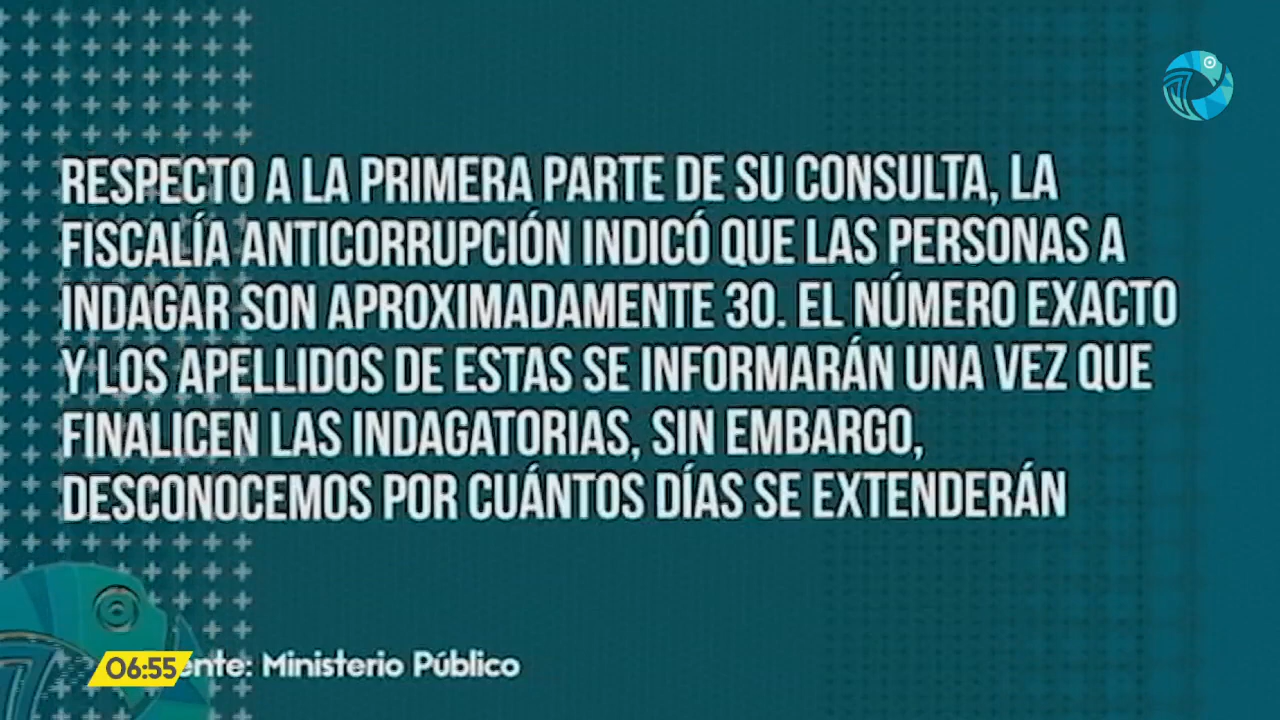 RESPECTO A LA PRIMERA PARTE DE SU CONSULTA, LA
FISCALÍA ANTICORRUPCIÓN INDICÓ QUE LAS PERSONAS A
INDAGAR SON APROXIMADAMENTE 30. EL NÚMERO EXACTO
Y LOS APELLIDOS DE ESTAS SE INFORMARÁN UNA VEZ QUE
FINALICEN LAS INDAGATORIAS, SIN EMBARGO,
DESCONOCEMOS POR CUÁNTOS DÍAS SE EXTENDERÁN
06:55 ente: Ministerio Público